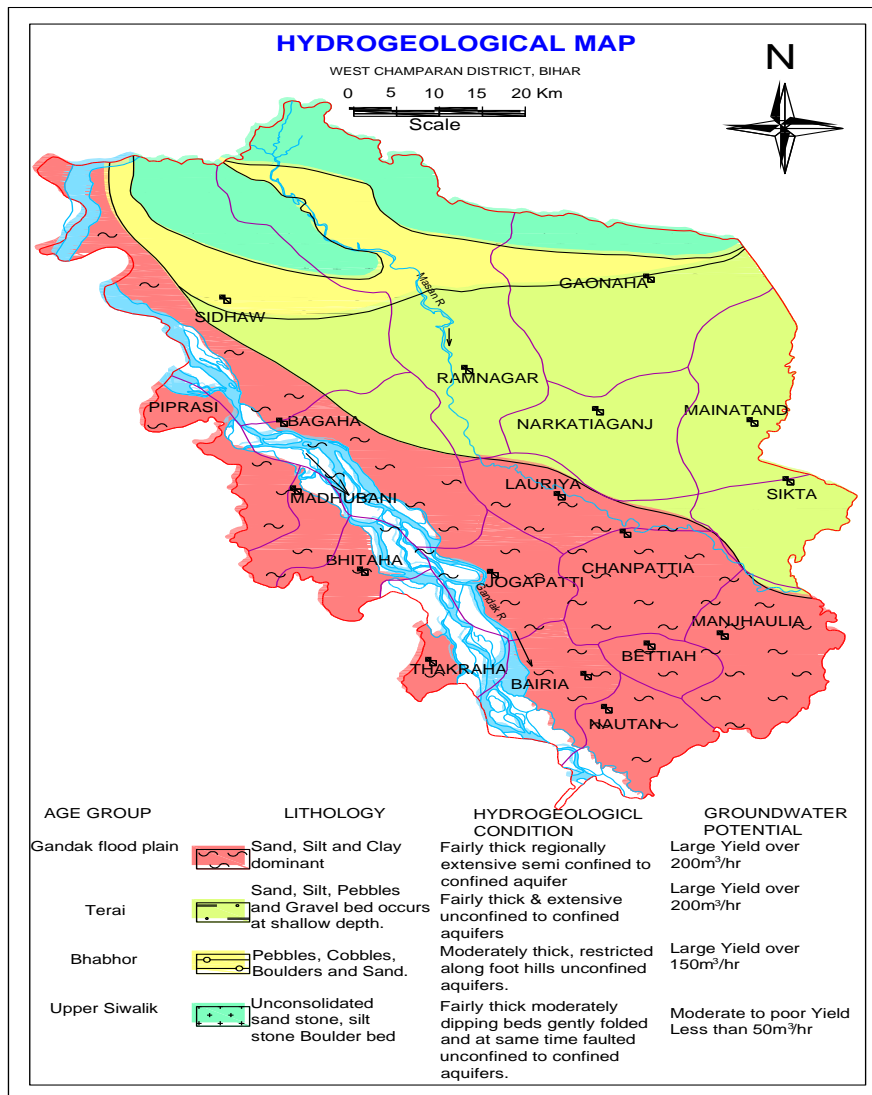 HYDROGEOLOGICAL MAP
WEST CHAMPARAN DISTRICT, BIHAR
N
0 5 10 15 20 Km
Scale
Masan R
GAONAHA
SIDHAW
RAMNAGAR
PIPRASI
BAGAHA
NARKATIAGANJ
MAINATAND
LAURIYA
SIKTA
MADHUBANI
BHITAHA
JOGAPATTI
CHANPATTIA
Gandak R
MANJHAULIA
BETTIAH
THAKRAHA
BAIRIA
NAUTAN
AGE GROUP
LITHOLOGY
HYDROGEOLOGICL
CONDITION
GROUNDWATER
POTENTIAL
Gandak flood plain
Sand, Silt and Clay
dominant
Fairly thick regionally
extensive semi confined to
confined aquifer
Large Yield over
200m³/hr
Terai
Sand, Silt, Pebbles
and Gravel bed occurs
at shallow depth.
Fairly thick & extensive
unconfined to confined
aquifers
Large Yield over
200m³/hr
Bhabhor
Pebbles, Cobbles,
Boulders and Sand.
Moderately thick, restricted
along foot hills unconfined
aquifers.
Large Yield over
150m³/hr
Upper Siwalik
Unconsolidated
sand stone, silt
stone Boulder bed
Fairly thick moderately
dipping beds gently folded
and at same time faulted
unconfined to confined
aquifers.
Moderate to poor Yield
Less than 50m³/hr